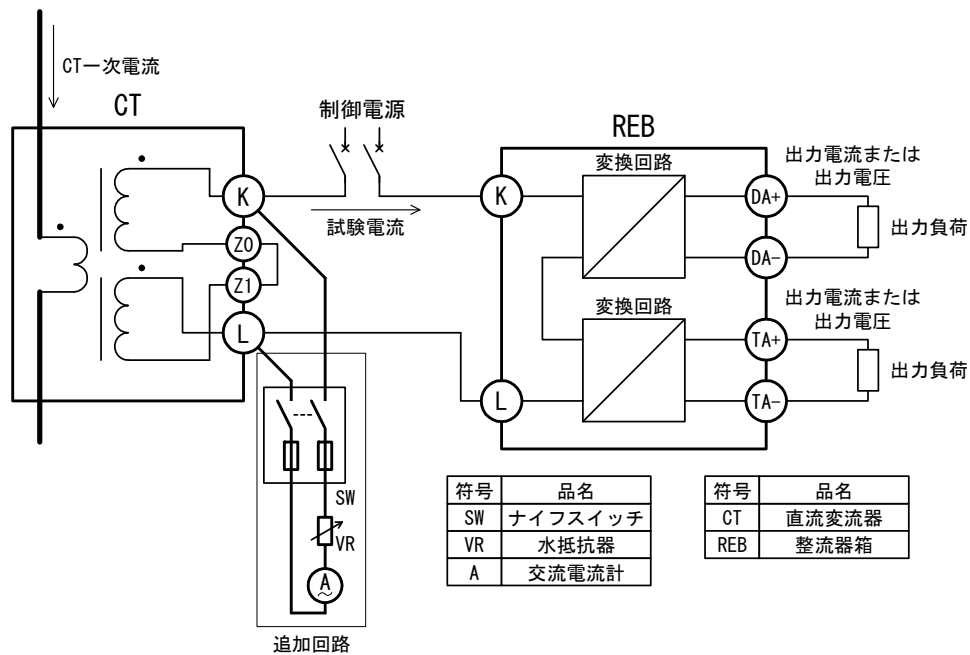 CT一次電流
CT
制御電源
REB
変換回路
出力電流または
出力電圧
K
K
DA+
試験電流
出力負荷
Z0
DA-
Z1
変換回路
出力電流または
出力電圧
L
TA+
出力負荷
L
TA-
SW
VR
A
追加回路
符号 品名
SW ナイフスイッチ
VR 水抵抗器
A 交流電流計
符号 品名
CT 直流変流器
REB 整流器箱